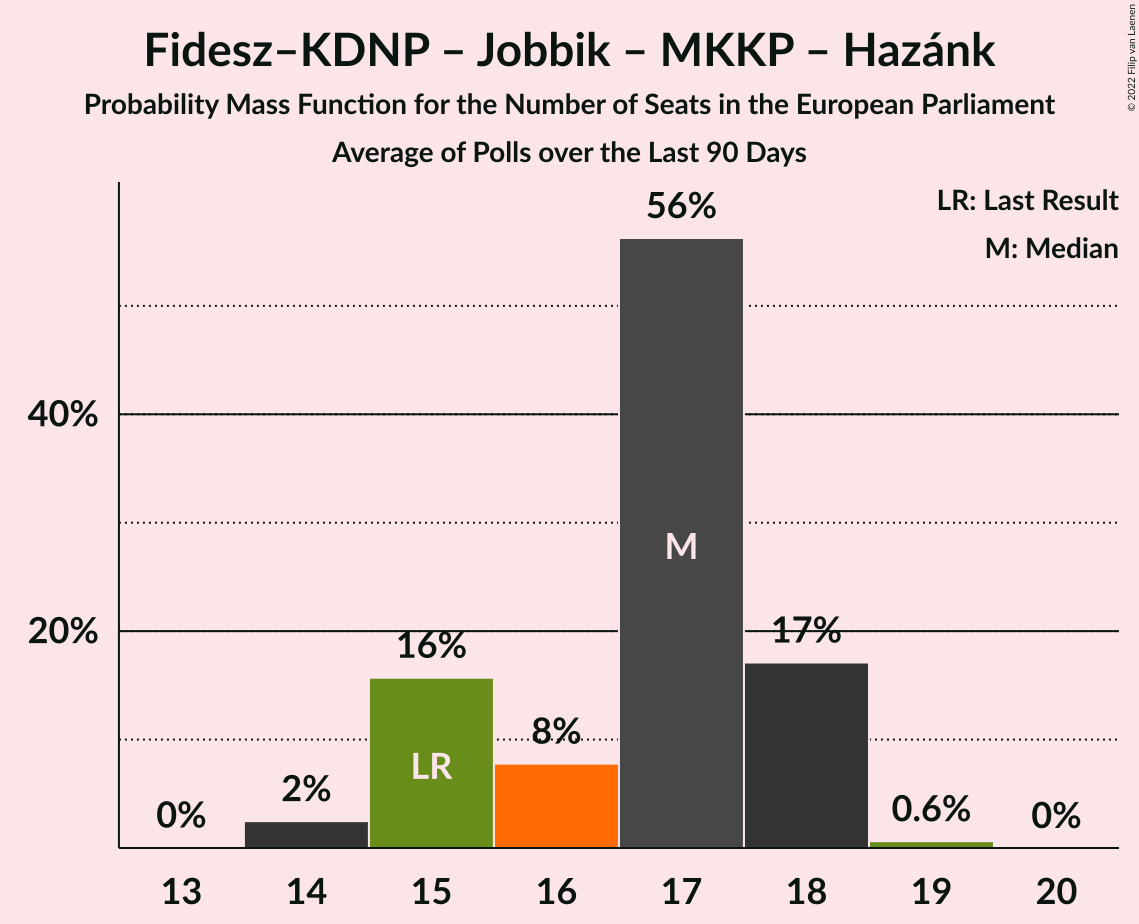 Fidesz–KDNP – Jobbik – MKKP – Hazánk
Probability Mass Function for the Number of Seats in the European Parliament
Average of Polls over the Last 90 Days
© 2022 Filip van Laenen
LR: Last Result
M: Median
56%
40%
M
20%
17%
16%
8%
LR
2%
0%
0.6%
0%
13 14 15 16 17 18 19 20